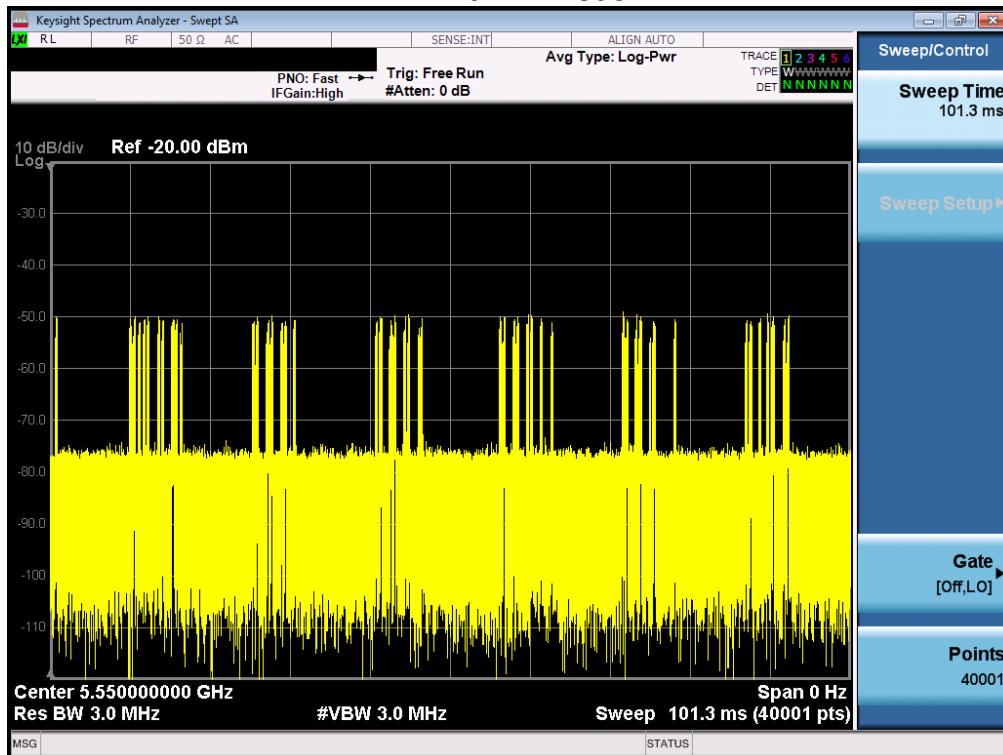 Keysight Spectrum Analyzer - Swept SA
LXI RL RF 50 Ω AC SENSE:INT ALIGN AUTO
Avg Type: Log-Pwr
TRACE 1 2 3 4 5 6
TYPE WWWWWW
DET N N N N N N
PNO: Fast
IFGain:High
Trig: Free Run
#Atten: 0 dB
10 dB/div Ref -20.00 dBm
Log
-30.0
-40.0
-50.0
-60.0
-70.0
-80.0
-90.0
-100
-110
Center 5.550000000 GHz Span 0 Hz
Res BW 3.0 MHz #VBW 3.0 MHz Sweep 101.3 ms (40001 pts)
MSG STATUS
Sweep/Control
Sweep Time
101.3 ms
Sweep Setup
Gate
[Off,LO]
Points
40001